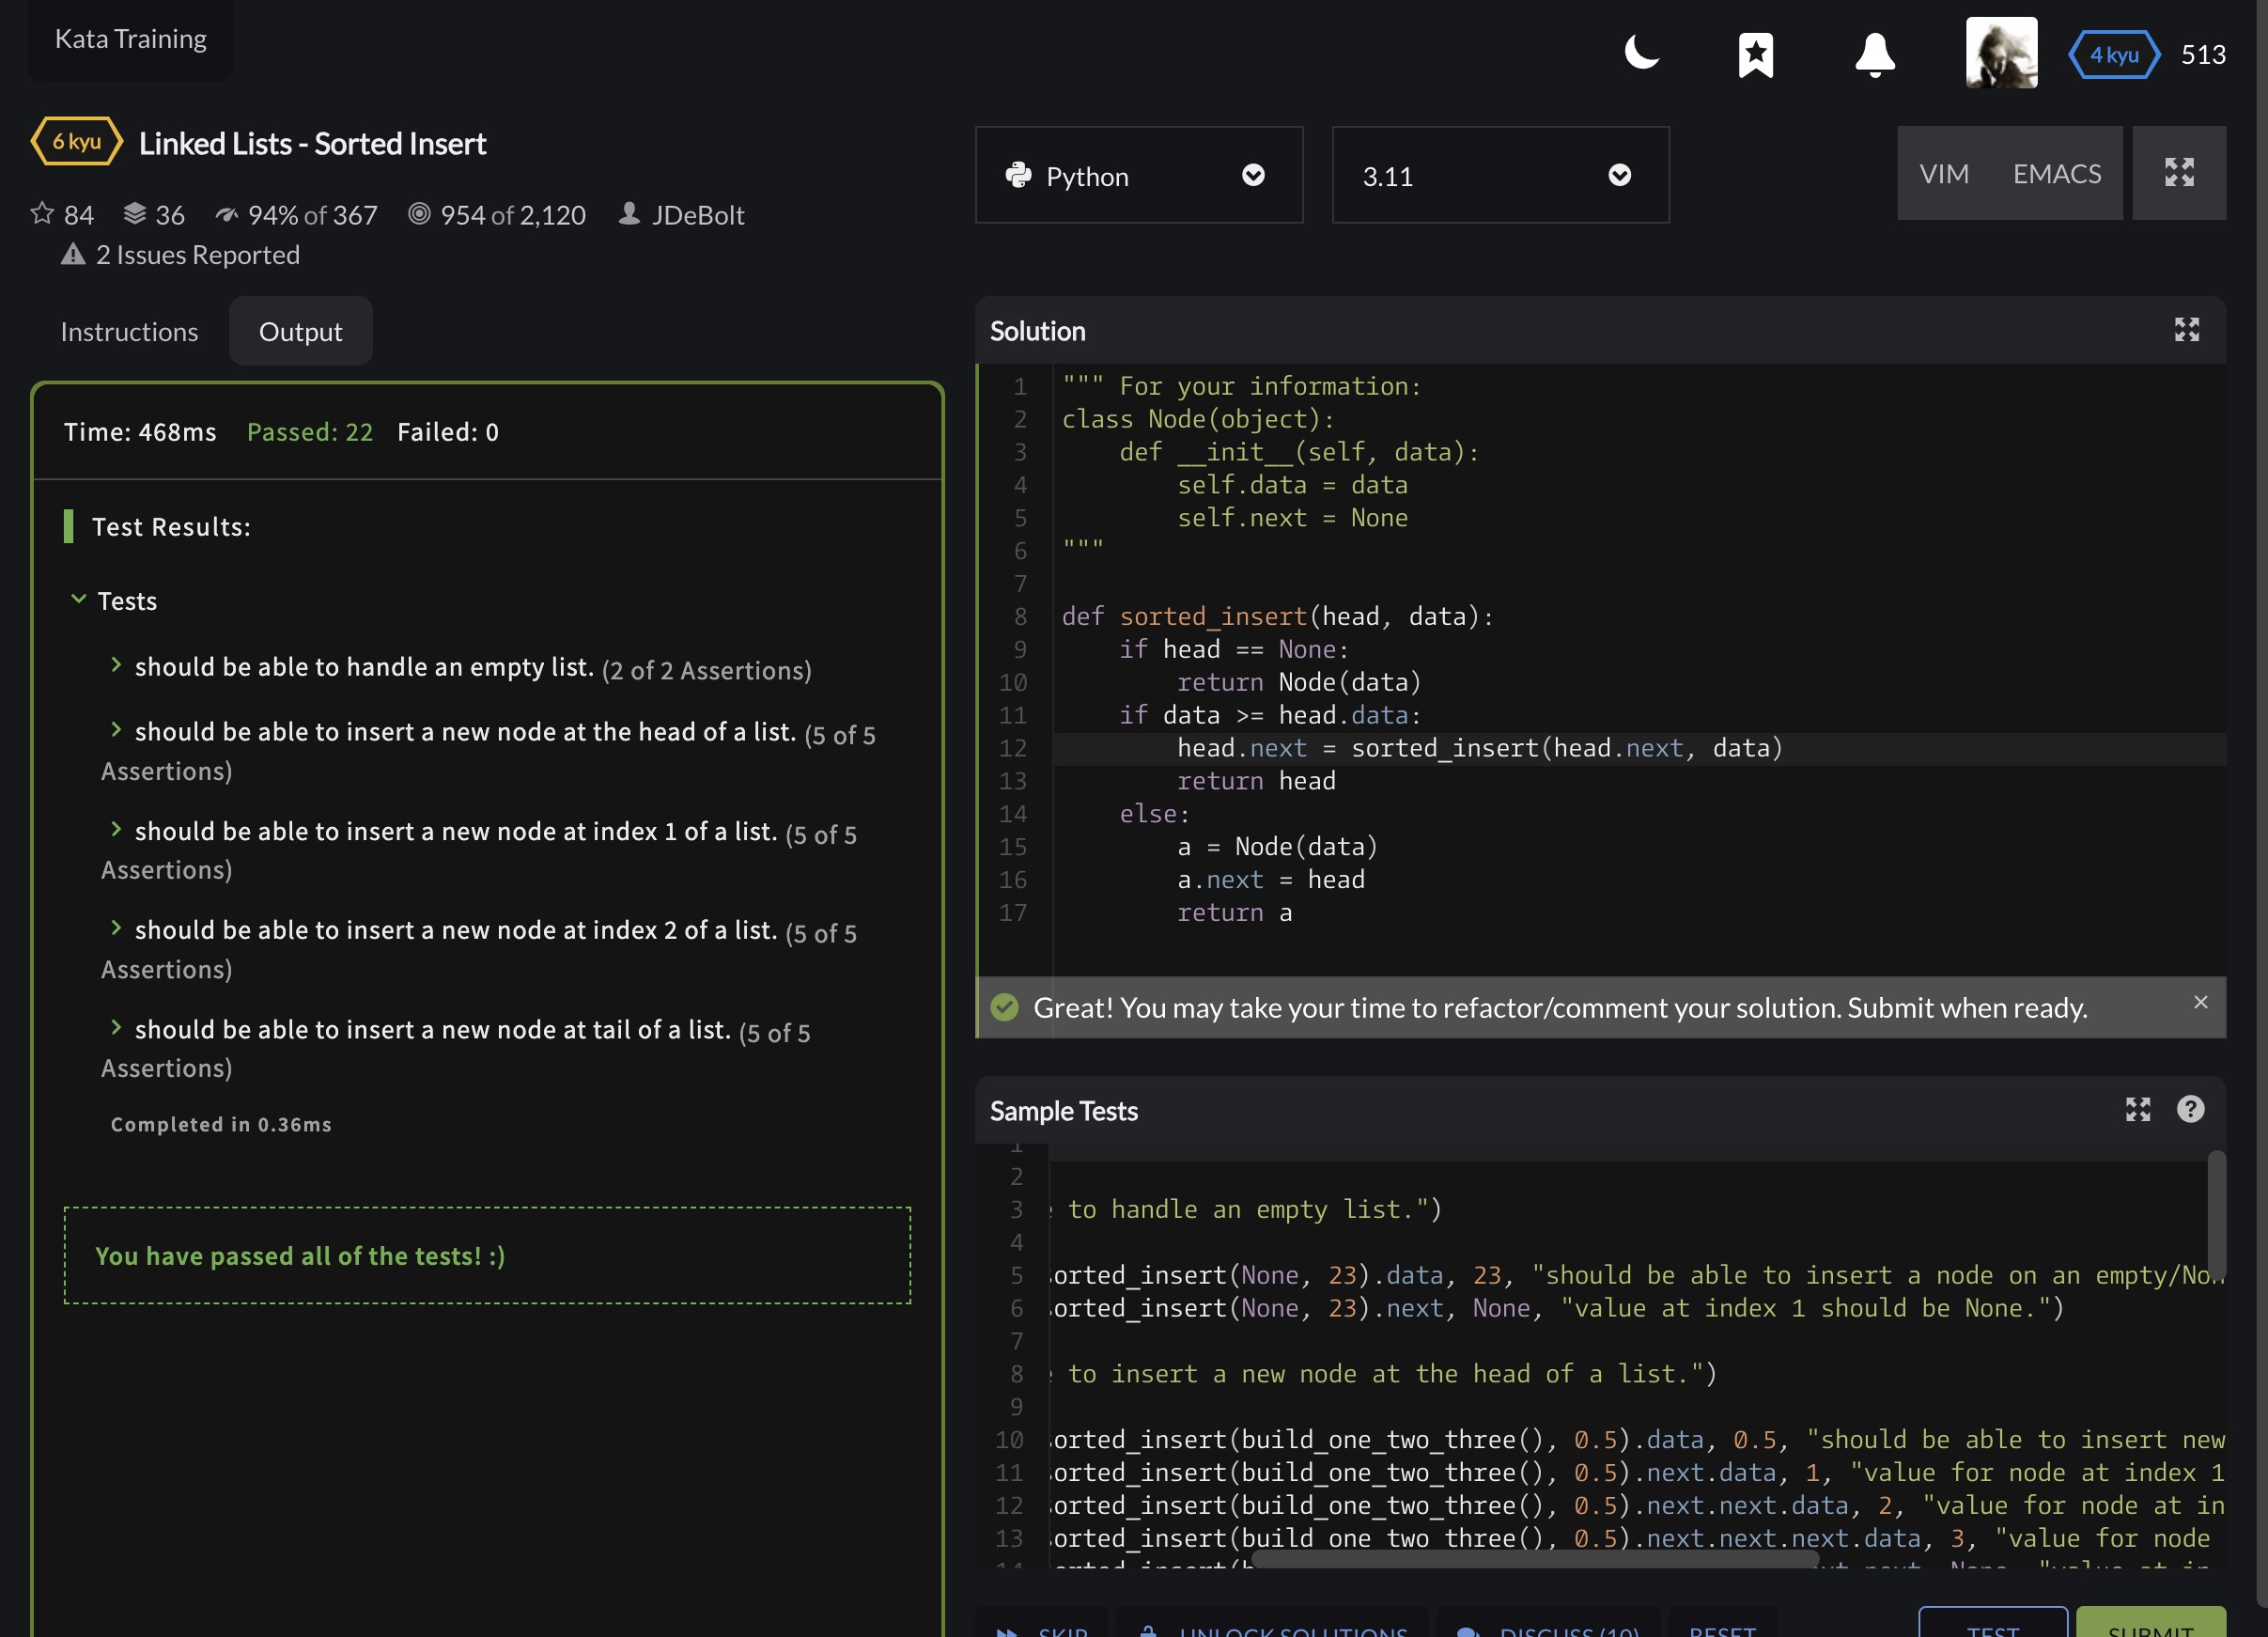 Kata Training
4 kyu 513
6 kyu Linked Lists - Sorted Insert
84 36 94% of 367 954 of 2,120 JDeBolt
2 Issues Reported
Python 3.11 VIM EMACS
Instructions Output
Time: 468ms Passed: 22 Failed: 0
Test Results:
Tests
should be able to handle an empty list. (2 of 2 Assertions)
should be able to insert a new node at the head of a list. (5 of 5
Assertions)
should be able to insert a new node at index 1 of a list. (5 of 5
Assertions)
should be able to insert a new node at index 2 of a list. (5 of 5
Assertions)
should be able to insert a new node at tail of a list. (5 of 5
Assertions)
Completed in 0.36ms
You have passed all of the tests! :)
Solution
1 """ For your information:
2 class Node(object):
3     def __init__(self, data):
4         self.data = data
5         self.next = None
6 """
7
8 def sorted_insert(head, data):
9     if head == None:
10         return Node(data)
11     if data >= head.data:
12         head.next = sorted_insert(head.next, data)
13         return head
14     else:
15         a = Node(data)
16         a.next = head
17         return a
Great! You may take your time to refactor/comment your solution. Submit when ready.
Sample Tests
1
2
3 to handle an empty list.")
4
5 orted_insert(None, 23).data, 23, "should be able to insert a node on an empty/No
6 orted_insert(None, 23).next, None, "value at index 1 should be None.")
7
8 to insert a new node at the head of a list.")
9
10 orted_insert(build_one_two_three(), 0.5).data, 0.5, "should be able to insert new
11 orted_insert(build_one_two_three(), 0.5).next.data, 1, "value for node at index 1
12 orted_insert(build_one_two_three(), 0.5).next.next.data, 2, "value for node at in
13 orted_insert(build_one_two_three(), 0.5).next.next.next.data, 3, "value for node
SKIP UNLOCK SOLUTIONS DISCUSS (10) RESET TEST SUBMIT